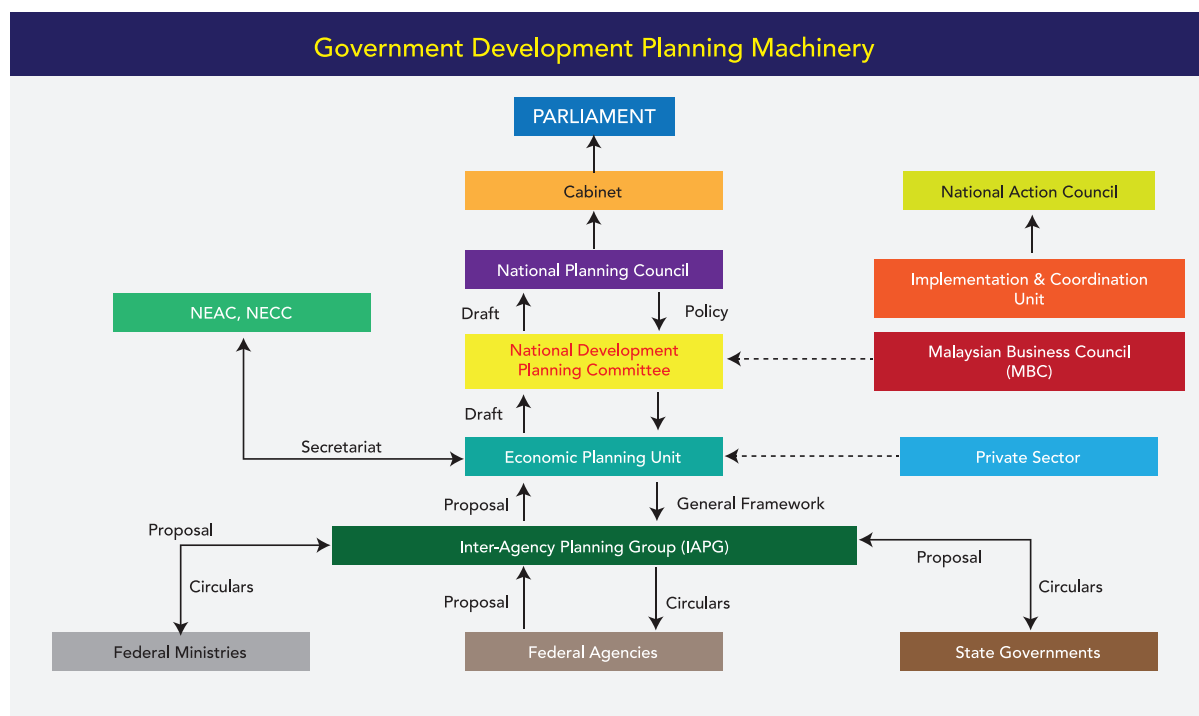 Government Development Planning Machinery
PARLIAMENT
Cabinet
National Action Council
National Planning Council
Implementation & Coordination
Unit
NEAC, NECC
Draft
Policy
National Development
Planning Committee
Malaysian Business Council
(MBC)
Draft
Secretariat
Economic Planning Unit
Private Sector
Proposal
General Framework
Proposal
Inter-Agency Planning Group (IAPG)
Proposal
Circulars
Proposal
Circulars
Circulars
Federal Ministries
Federal Agencies
State Governments